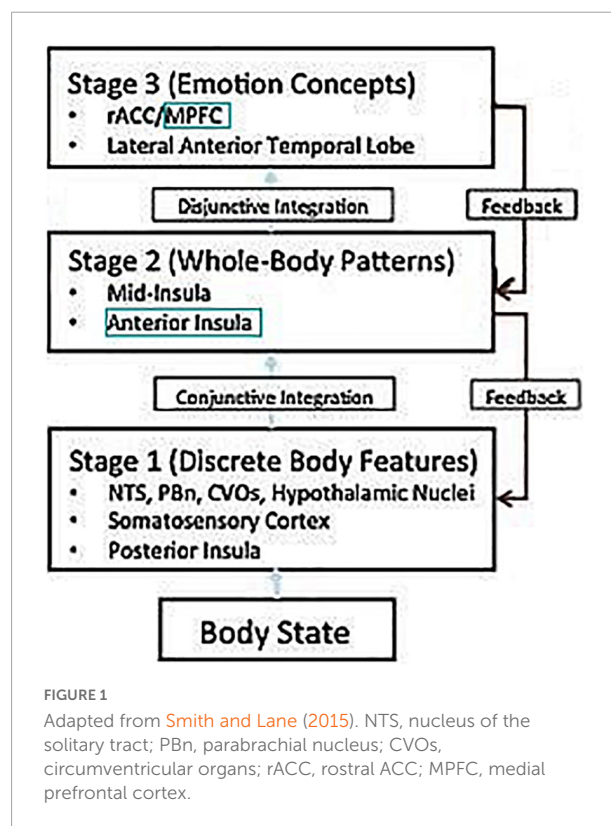 Stage 3 (Emotion Concepts)
• rACC/MPFC
• Lateral Anterior Temporal Lobe
Disjunctive Integration
Feedback
Stage 2 (Whole-Body Patterns)
• Mid-Insula
• Anterior Insula
Conjunctive Integration
Feedback
Stage 1 (Discrete Body Features)
• NTS, PBn, CVOs, Hypothalamic Nuclei
• Somatosensory Cortex
• Posterior Insula
Body State
FIGURE 1
Adapted from Smith and Lane (2015). NTS, nucleus of the
solitary tract; PBn, parabrachial nucleus; CVOs,
circumventricular organs; rACC, rostral ACC; MPFC, medial
prefrontal cortex.